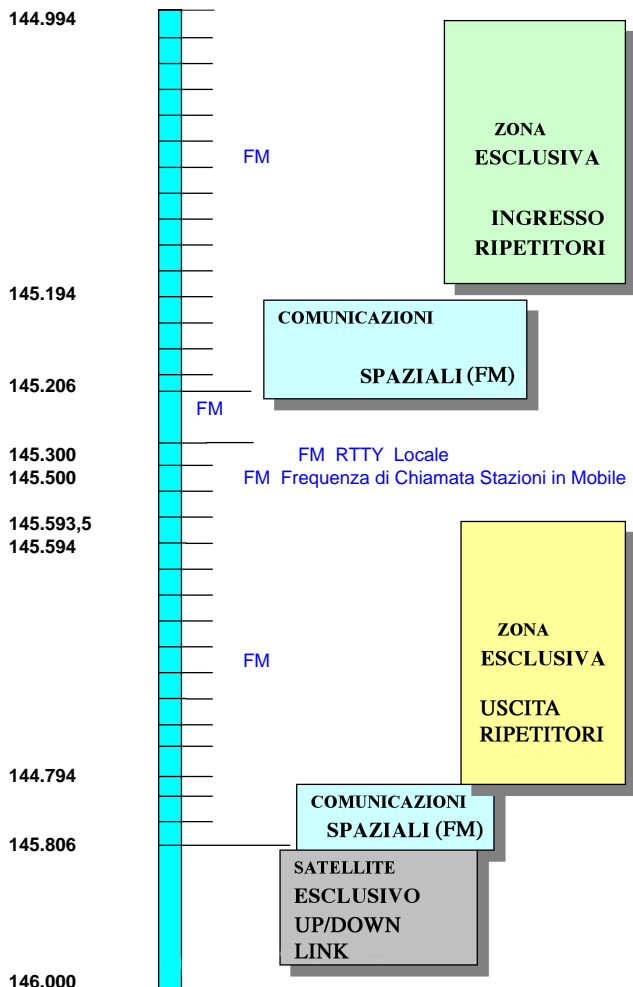 144.994
ZONA
FM
ESCLUSIVA
INGRESSO
RIPETITORI
145.194
COMUNICAZIONI
SPAZIALI (FM)
145.206
FM
145.300
FM RTTY Locale
145.500
FM Frequenza di Chiamata Stazioni in Mobile
145.593,5
145.594
ZONA
FM
ESCLUSIVA
USCITA
RIPETITORI
144.794
COMUNICAZIONI
SPAZIALI (FM)
145.806
SATELLITE
ESCLUSIVO
UP/DOWN
LINK
146.000